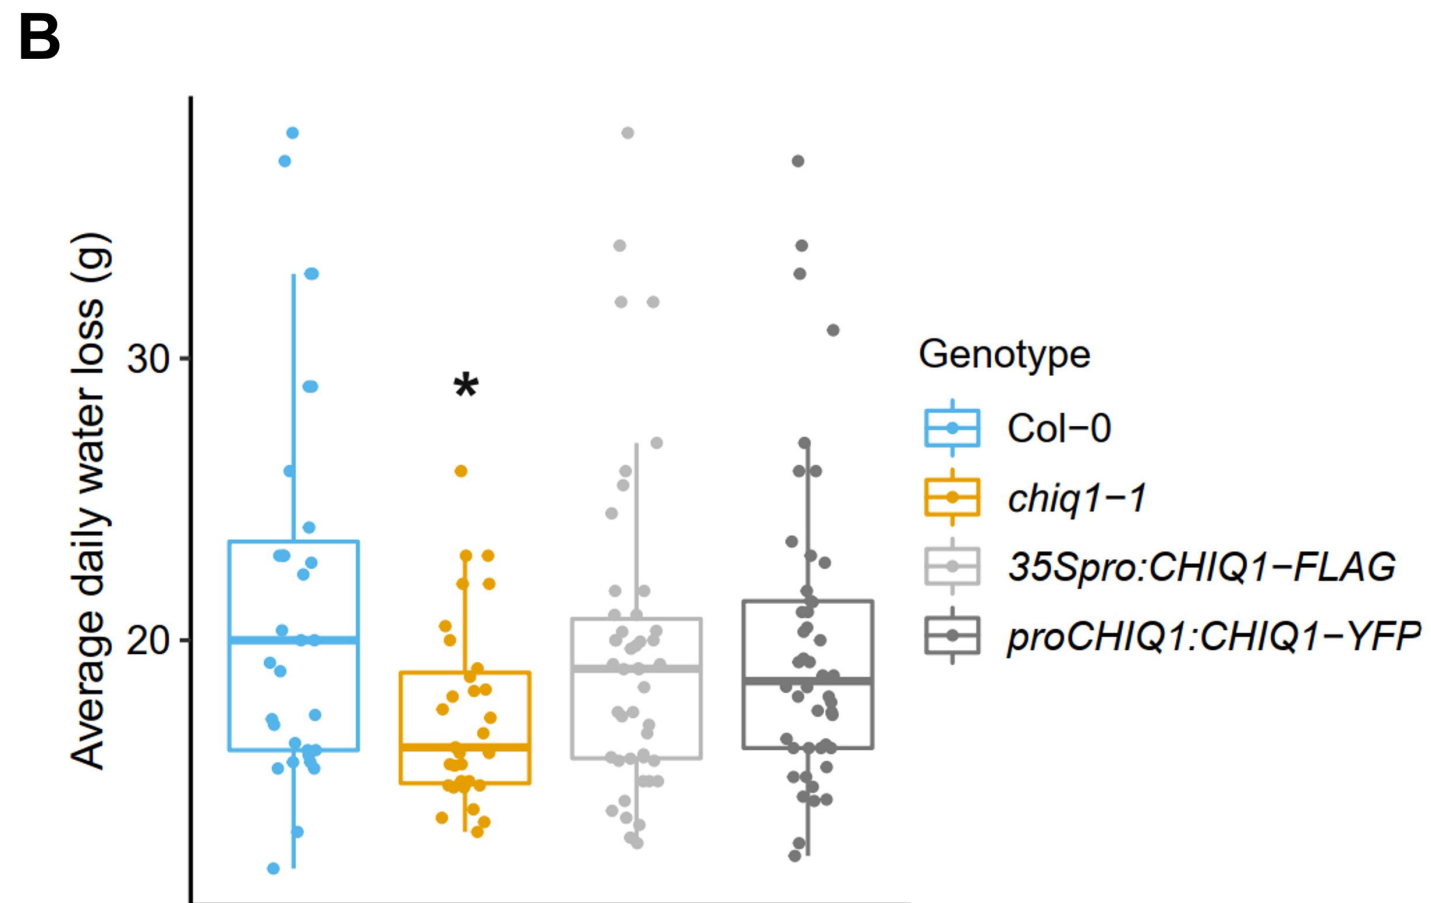 B
Average daily water loss (g)
30
20
*
Genotype
Col−0
chiq1−1
35Spro:CHIQ1−FLAG
proCHIQ1:CHIQ1−YFP